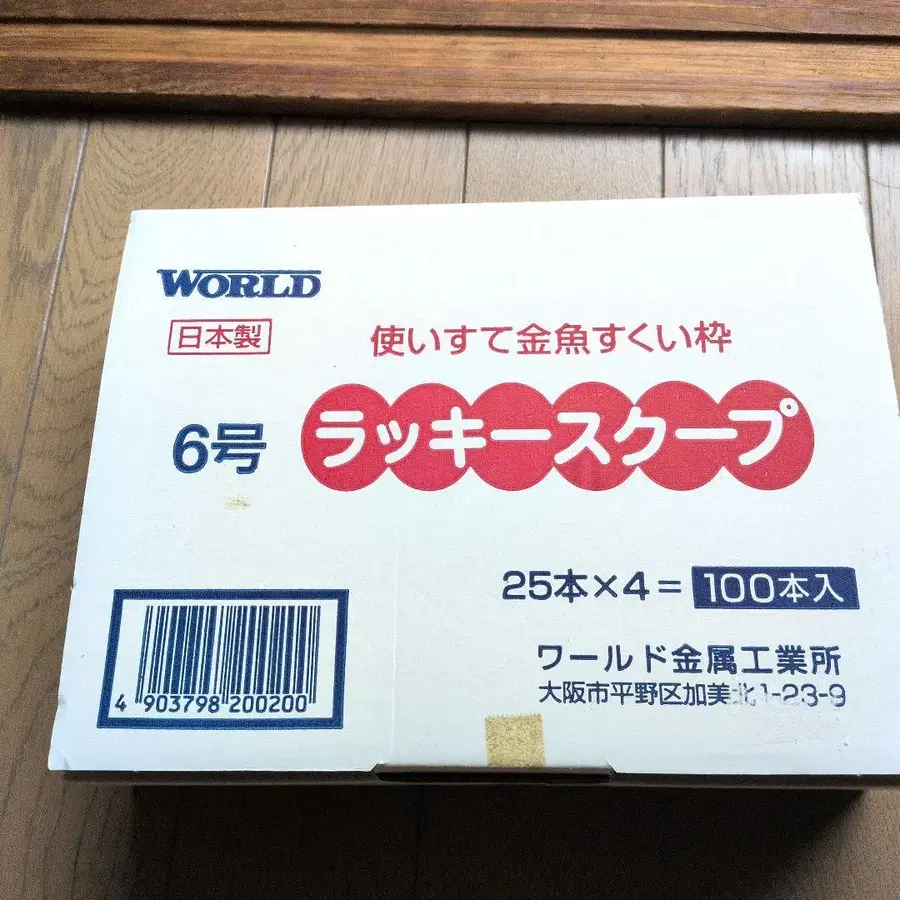 WORLD
日本製
使いすて金魚すくい枠
6号
ラッキースクープ
25本×4=100本入
ワールド金属工業所
大阪市平野区加美北1-23-9
4 903798 200200